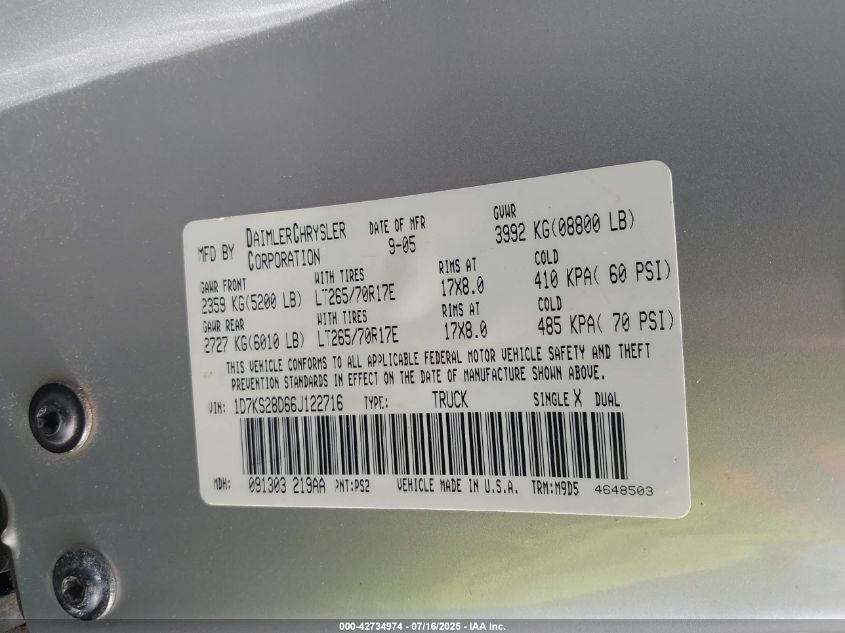 MFD BY DAIMLERCHRYSLER CORPORATION DATE OF MFR 9-05 GVWR 3992 KG(08800 LB)
GAWR FRONT WITH TIRES RIMS AT COLD
2359 KG(5200 LB) LT265/70R17E 17X8.0 410 KPA( 60 PSI)
GAWR REAR WITH TIRES RIMS AT COLD
2727 KG(6010 LB) LT265/70R17E 17X8.0 485 KPA( 70 PSI)
THIS VEHICLE CONFORMS TO ALL APPLICABLE FEDERAL MOTOR VEHICLE SAFETY AND THEFT
PREVENTION STANDARDS IN EFFECT ON THE DATE OF MANUFACTURE SHOWN ABOVE.
VIN: 1D7KS28D66J122716 TYPE: TRUCK SINGLE X DUAL
MDH: 091303 219AA PNT:PS2 VEHICLE MADE IN U.S.A. TRM:M9D5 4648503
000-42734974 - 07/16/2025 - IAA Inc.